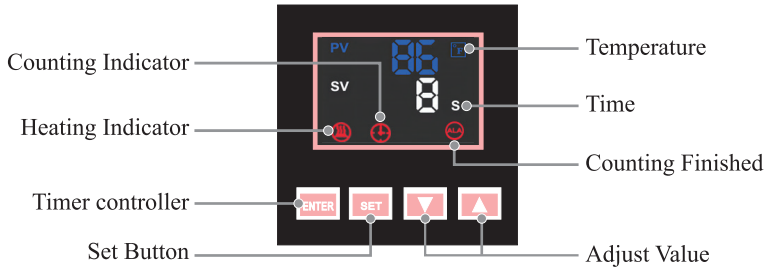 PV 86 °F Temperature
Counting Indicator
SV 8 S Time
Heating Indicator
ALA
Counting Finished
Timer controller
ENTER SET
Set Button
Adjust Value